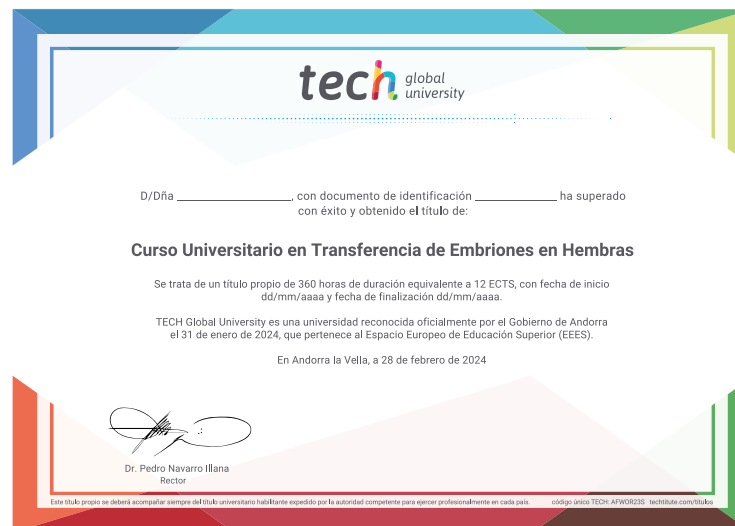 tech global
university
D/Dña ____________, con documento de identificación ____________ ha superado
con éxito y obtenido el título de:
Curso Universitario en Transferencia de Embriones en Hembras
Se trata de un título propio de 360 horas de duración equivalente a 12 ECTS, con fecha de inicio
dd/mm/aaaa y fecha de finalización dd/mm/aaaa.
TECH Global University es una universidad reconocida oficialmente por el Gobierno de Andorra
el 31 de enero de 2024, que pertenece al Espacio Europeo de Educación Superior (EEES).
En Andorra la Vella, a 28 de febrero de 2024
Dr. Pedro Navarro Illana
Rector
Este título propio se deberá acompañar siempre del título universitario habilitante expedido por la autoridad competente para ejercer profesionalmente en cada país. código único TECH: AFWOR23S techtitute.com/titulos